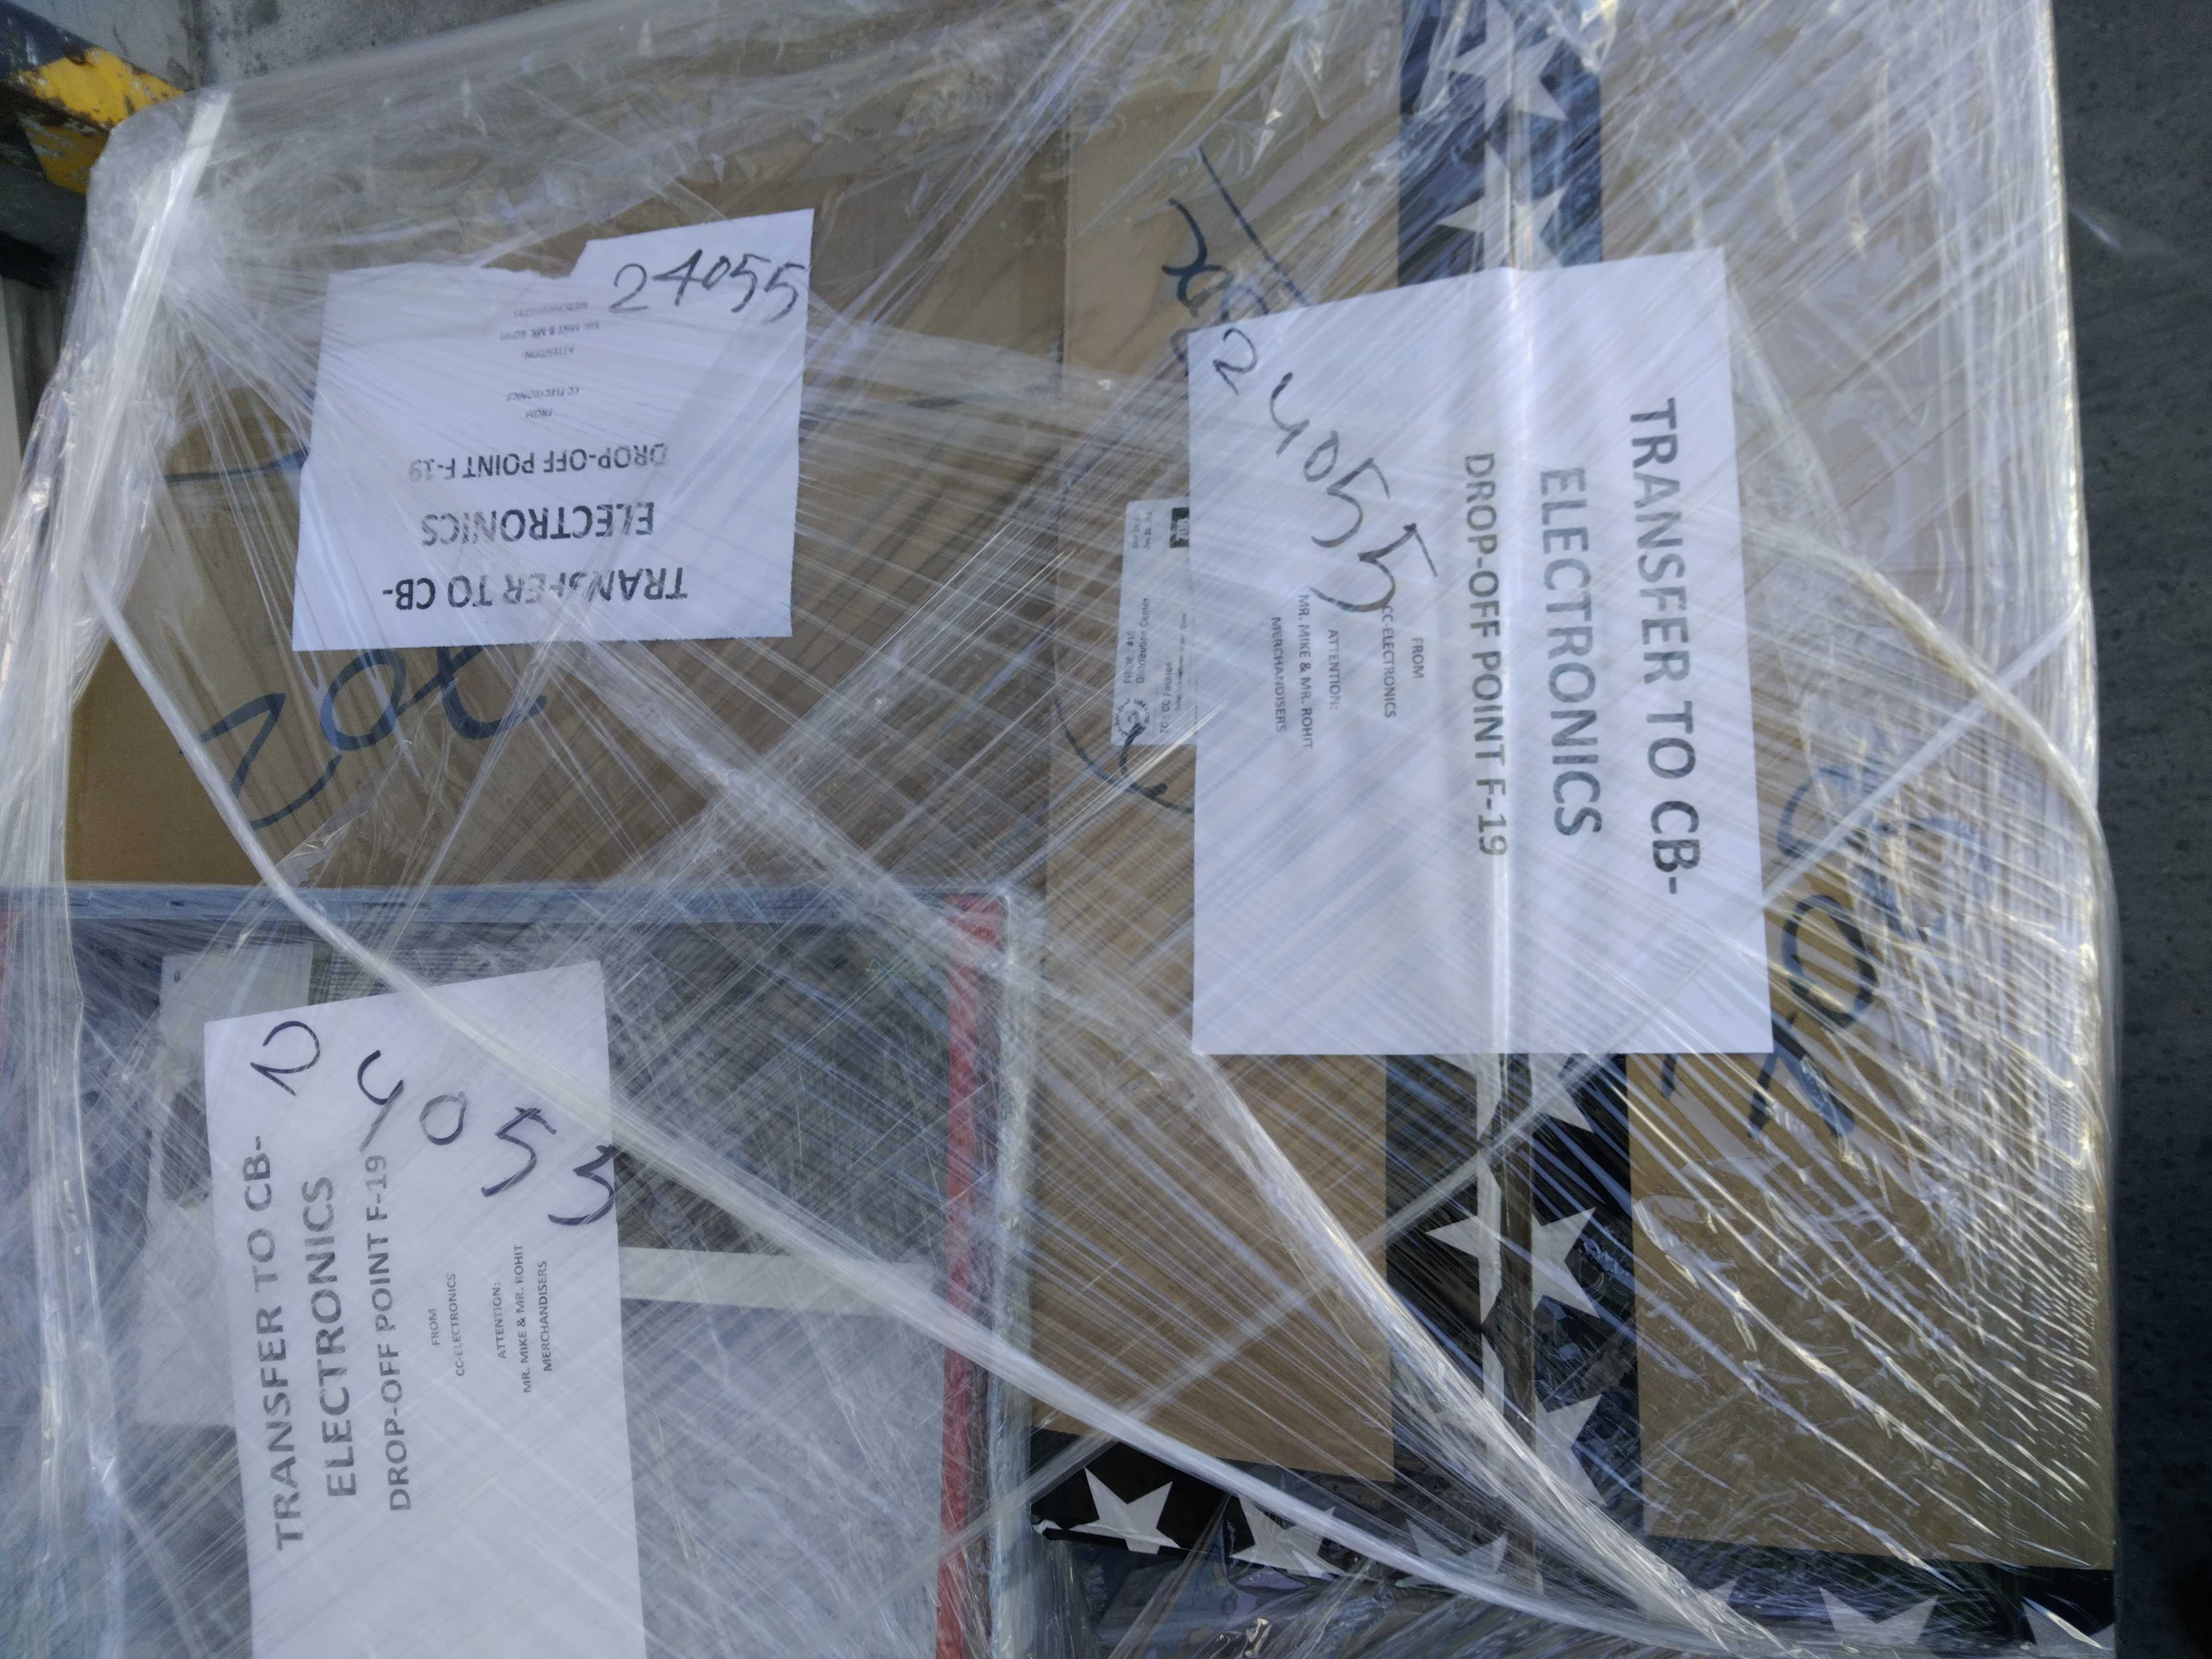 24055
TRANSFER TO CB-
ELECTRONICS
DROP-OFF POINT F-19
FROM
CC ELECTRONICS
ATTENTION:
MR. MIKE & MR. ROHIT
MERCHANDISERS
24055
TRANSFER TO CB-
ELECTRONICS
DROP-OFF POINT F-19
FROM
CC-ELECTRONICS
ATTENTION:
MR. MIKE & MR. ROHIT
MERCHANDISERS
24055
TRANSFER TO CB-
ELECTRONICS
DROP-OFF POINT F-19
FROM
CC-ELECTRONICS
ATTENTION:
MR. MIKE & MR. ROHIT
MERCHANDISERS